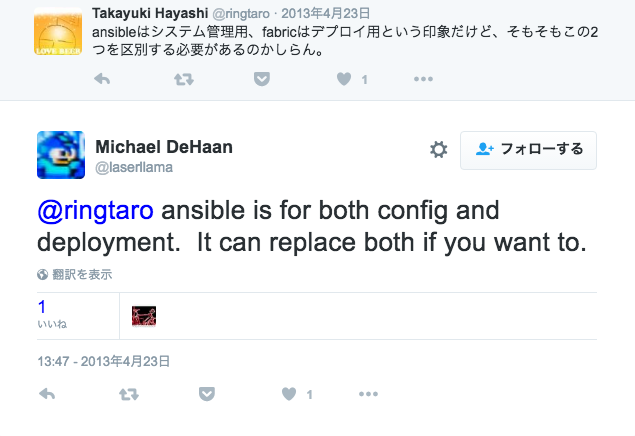 Takayuki Hayashi @ringtaro · 2013年4月23日
ansibleはシステム管理用、fabricはデプロイ用という印象だけど、そもそもこの2
つを区別する必要があるのかしらん。
1
LOVE BEER
Michael DeHaan
@laserllama
フォローする
@ringtaro ansible is for both config and
deployment.  It can replace both if you want to.
翻訳を表示
1
いいね
13:47 - 2013年4月23日
1